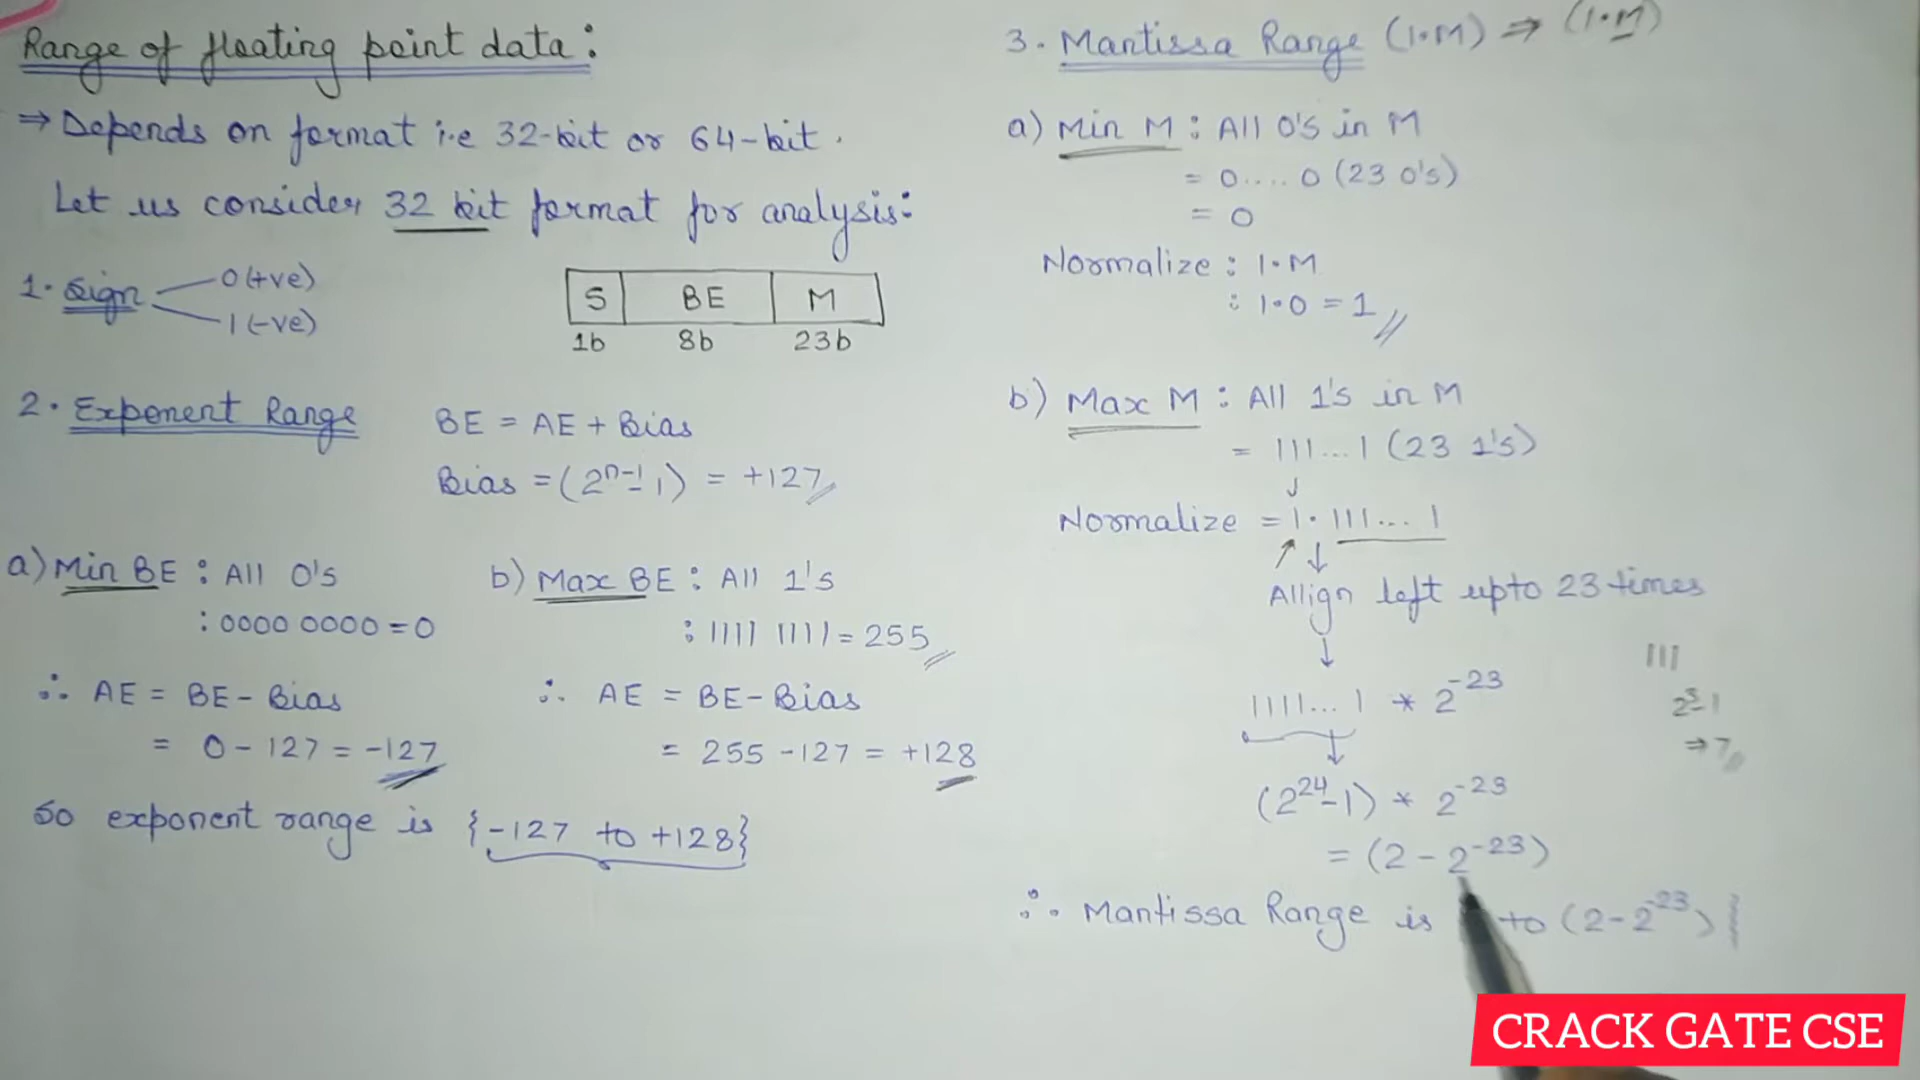 Range of floating point data:
⇒ Depends on format i.e 32-bit or 64-bit.
Let us consider 32 bit format for analysis:
1. Sign
0 (+ve)
1 (-ve)
S BE M
1b 8b 23b
2. Exponent Range
BE = AE + Bias
Bias = (2ⁿ⁻¹ - 1) = +127
a) Min BE : All 0's
: 0000 0000 = 0
∴ AE = BE - Bias
= 0 - 127 = -127
b) Max BE : All 1's
: 1111 1111 = 255
∴ AE = BE - Bias
= 255 - 127 = +128
So exponent range is {-127 to +128}
3. Mantissa Range (1.M) ⇒ (1.M)
a) Min M : All 0's in M
= 0....0 (23 0's)
= 0
Normalize : 1.M
: 1.0 = 1
b) Max M : All 1's in M
= 111...1 (23 1's)
Normalize = 1.111...1
Allign left upto 23 times
1111...1 * 2⁻²³
(2²⁴-1) * 2⁻²³
= (2 - 2⁻²³)
111
2³-1
⇒ 7
∴ Mantissa Range is to (2 - 2⁻²³)
CRACK GATE CSE